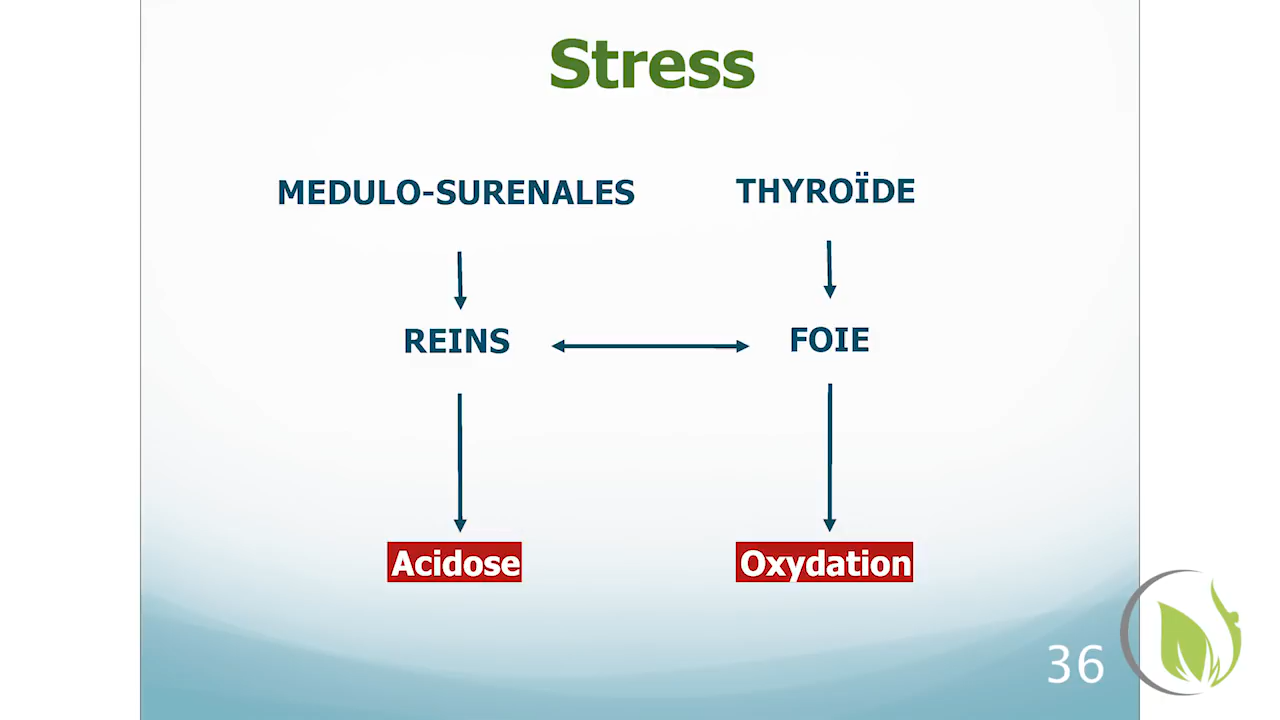 Stress
MEDULO-SURENALES
THYROÏDE
REINS
FOIE
Acidose
Oxydation
36